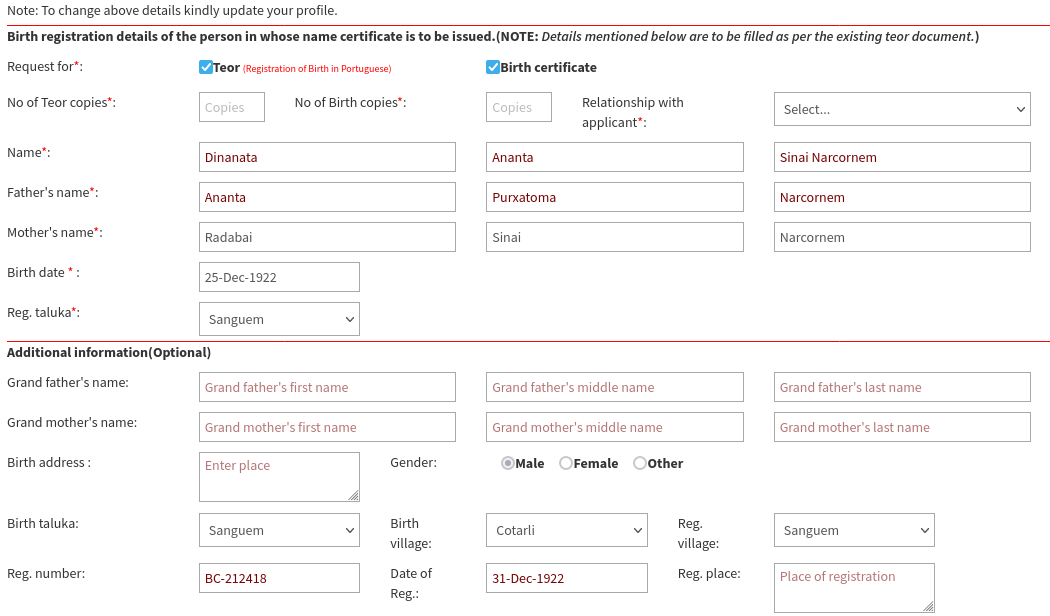 Note: To change above details kindly update your profile.
Birth registration details of the person in whose name certificate is to be issued.(NOTE: Details mentioned below are to be filled as per the existing teor document.)
Request for*: Teor (Registration of Birth in Portuguese) Birth certificate
No of Teor copies*: Copies No of Birth copies*: Copies Relationship with applicant*: Select...
Name*: Dinanata Ananta Sinai Narcornem
Father's name*: Ananta Purxatoma Narcornem
Mother's name*: Radabai Sinai Narcornem
Birth date * : 25-Dec-1922
Reg. taluka*: Sanguem
Additional information(Optional)
Grand father's name: Grand father's first name Grand father's middle name Grand father's last name
Grand mother's name: Grand mother's first name Grand mother's middle name Grand mother's last name
Birth address : Enter place Gender: Male Female Other
Birth taluka: Sanguem Birth village: Cotarli Reg. village: Sanguem
Reg. number: BC-212418 Date of Reg.: 31-Dec-1922 Reg. place: Place of registration